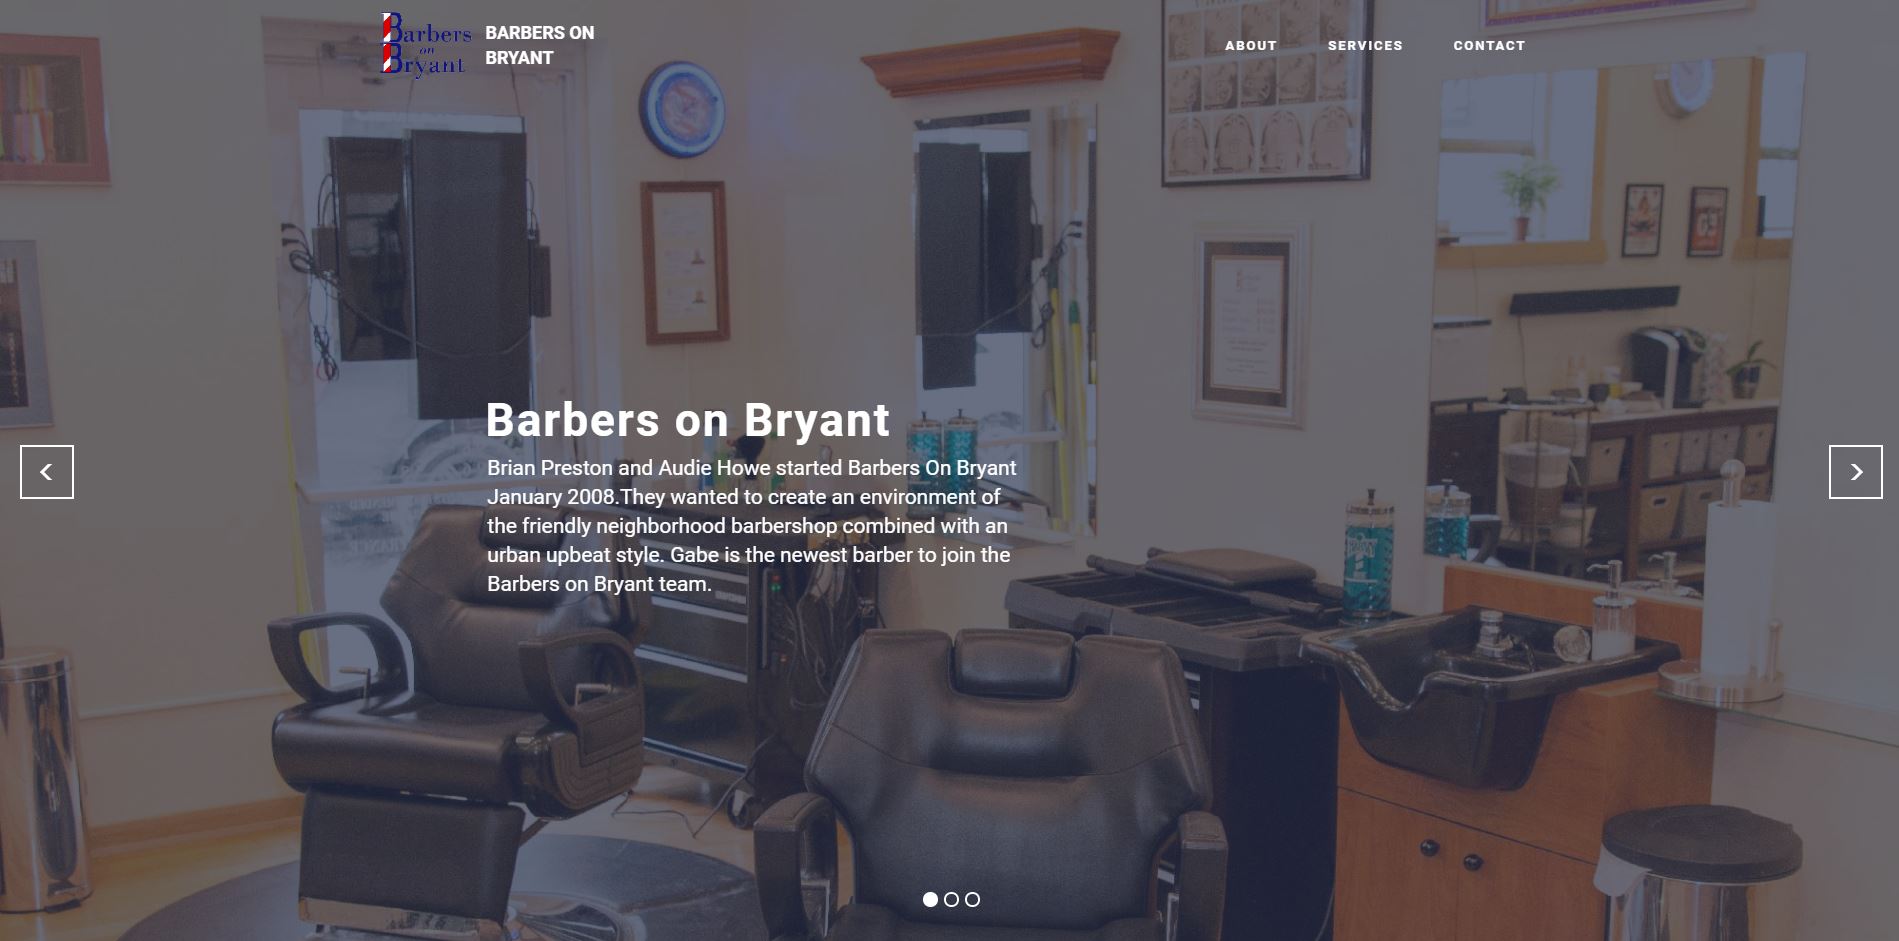 Barbers
on
Bryant
BARBERS ON
BRYANT
ABOUT
SERVICES
CONTACT
Barbers on Bryant
Brian Preston and Audie Howe started Barbers On Bryant
January 2008.They wanted to create an environment of
the friendly neighborhood barbershop combined with an
urban upbeat style. Gabe is the newest barber to join the
Barbers on Bryant team.